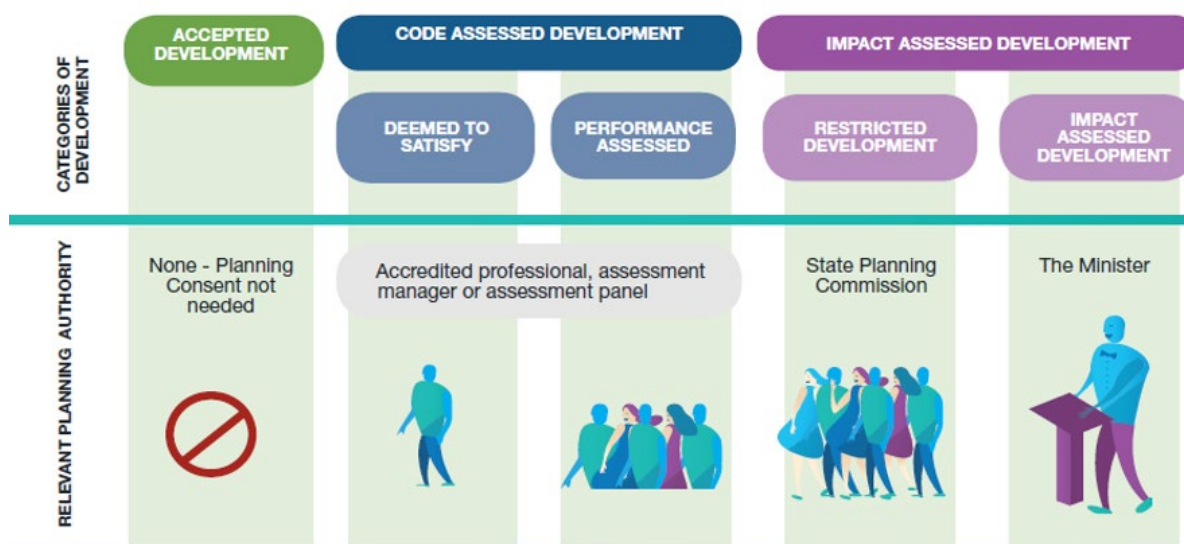 CATEGORIES OF
DEVELOPMENT
ACCEPTED
DEVELOPMENT
CODE ASSESSED DEVELOPMENT
IMPACT ASSESSED DEVELOPMENT
DEEMED TO
SATISFY
PERFORMANCE
ASSESSED
RESTRICTED
DEVELOPMENT
IMPACT
ASSESSED
DEVELOPMENT
RELEVANT PLANNING AUTHORITY
None - Planning
Consent not
needed
Accredited professional, assessment
manager or assessment panel
State Planning
Commission
The Minister